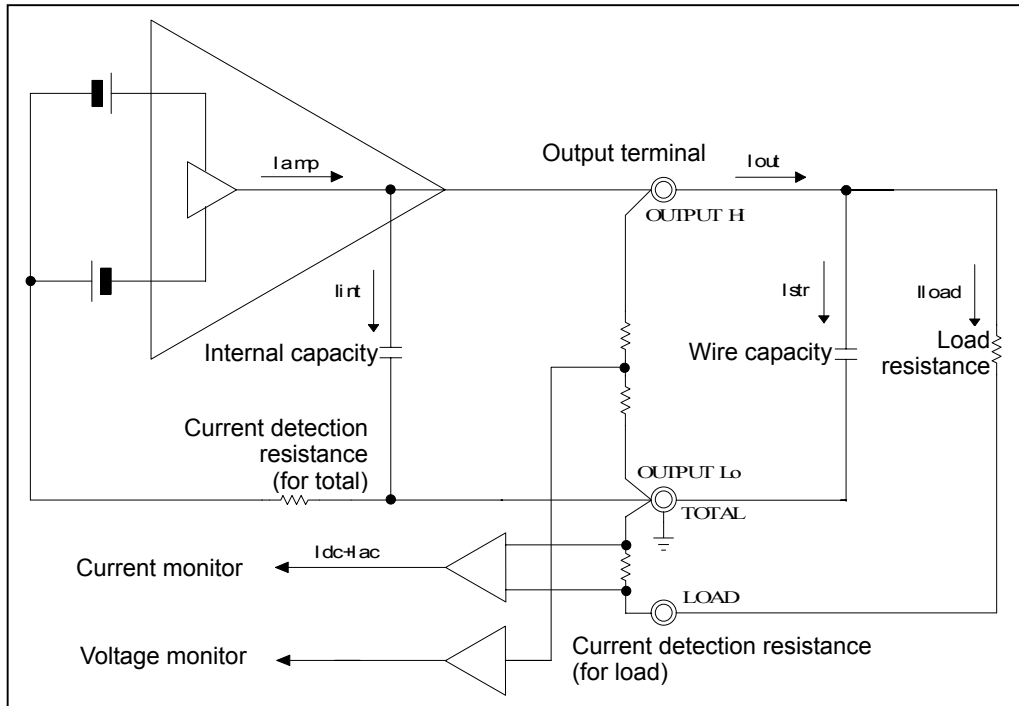 Output terminal
Iamp
Iout
OUTPUT H
Iint
Istr
Iload
Internal capacity
Wire capacity
Load
resistance
Current detection
resistance
(for total)
OUTPUT Lo
TOTAL
Idc+Iac
Current monitor
LOAD
Voltage monitor
Current detection resistance
(for load)